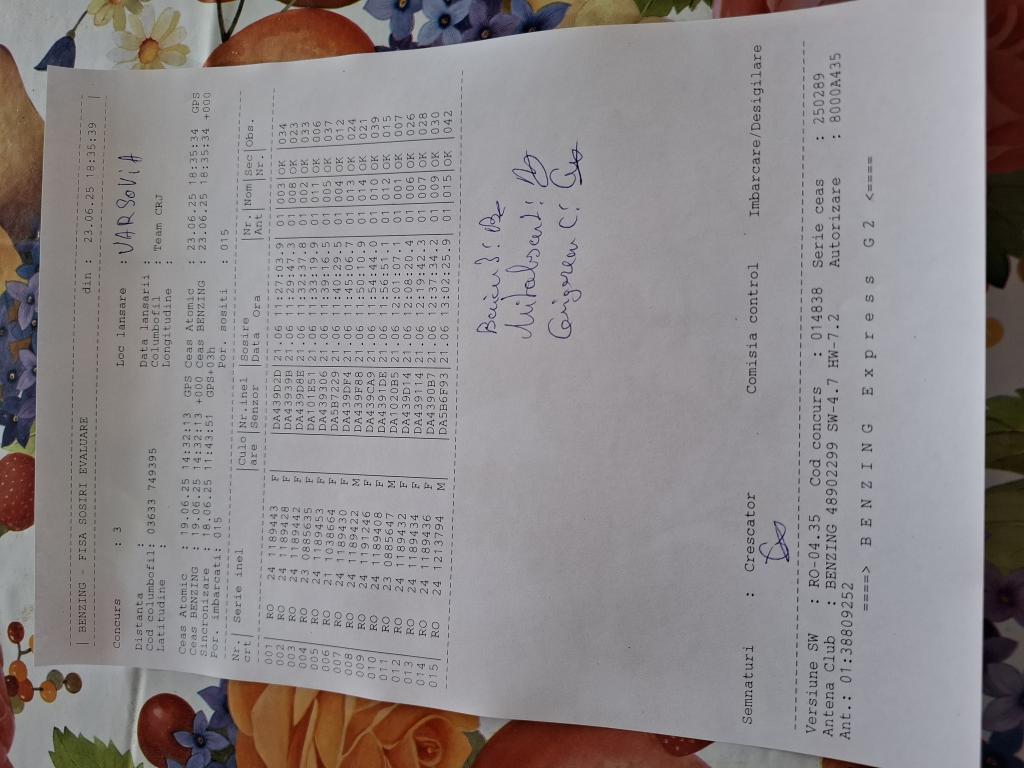 | BENZING - FISA SOSIRI EVALUARE din : 23.06.25 18:35:39 |
Concurs : 3 Loc lansare : VARSOVIA
Distanta : Data lansarii :
Cod columbofil: 03633 749395 Columbofil : Team CRJ
Latitudine : Longitudine :
Ceas Atomic : 19.06.25 14:32:13 GPS Ceas Atomic : 23.06.25 18:35:34 GPS
Ceas BENZING : 19.06.25 14:32:13 +000 Ceas BENZING : 23.06.25 18:35:34 +000
Sincronizare : 18.06.25 11:43:51 GPS+03h
Por. imbarcati: 015 Por. sositi : 015
Nr.| Serie inel |Culo|Nr.inel |Sosire |Nr. |Nom|Sec|Obs.
crt| |are |Senzor |Data Ora |Ant | |Nr.|
001 | RO 24 1189443 F |DA439D2B|21.06 11:27:03.9 |01 |003|OK |034
002 | RO 24 1189428 F |DA43939B|21.06 11:29:47.3 |01 |008|OK |023
003 | RO 24 1189442 F |DA439D8E|21.06 11:32:37.8 |01 |002|OK |033
004 | RO 23 0885635 F |DA101E51|21.06 11:33:19.9 |01 |011|OK |006
005 | RO 24 1189453 F |DA439306|21.06 11:39:16.5 |01 |005|OK |037
006 | RO 21 1038664 F |DA5B7229|21.06 11:40:29.5 |01 |004|OK |012
007 | RO 24 1189430 F |DA439DF4|21.06 11:45:06.7 |01 |013|OK |024
008 | RO 24 1189422 M |DA439F88|21.06 11:50:10.9 |01 |014|OK |021
009 | RO 24 1191246 F |DA439CA9|21.06 11:54:44.0 |01 |010|OK |039
010 | RO 24 1189408 F |DA4391DE|21.06 11:56:51.1 |01 |012|OK |015
011 | RO 23 0885647 M |DA102DB5|21.06 12:01:07.1 |01 |001|OK |007
012 | RO 24 1189432 F |DA439D14|21.06 12:08:20.4 |01 |006|OK |026
013 | RO 24 1189434 F |DA439114|21.06 12:09:42.3 |01 |007|OK |028
014 | RO 24 1189436 F |DA4390B7|21.06 12:37:14.2 |01 |009|OK |030
015 | RO 24 1213794 M |DA5B6E93|21.06 13:02:25.9 |01 |015|OK |042
Semnaturi : Crescator Comisia control Imbarcare/Desigilare
Versiune SW : RO-04.35 Cod concurs : 014838 Serie ceas : 250289
Antena Club : BENZING 48902299 SW-4.7 HW-7.2 Autorizare : 8000A435
Ant.: 01:38809252
====> B E N Z I N G E x p r e s s G 2 <====